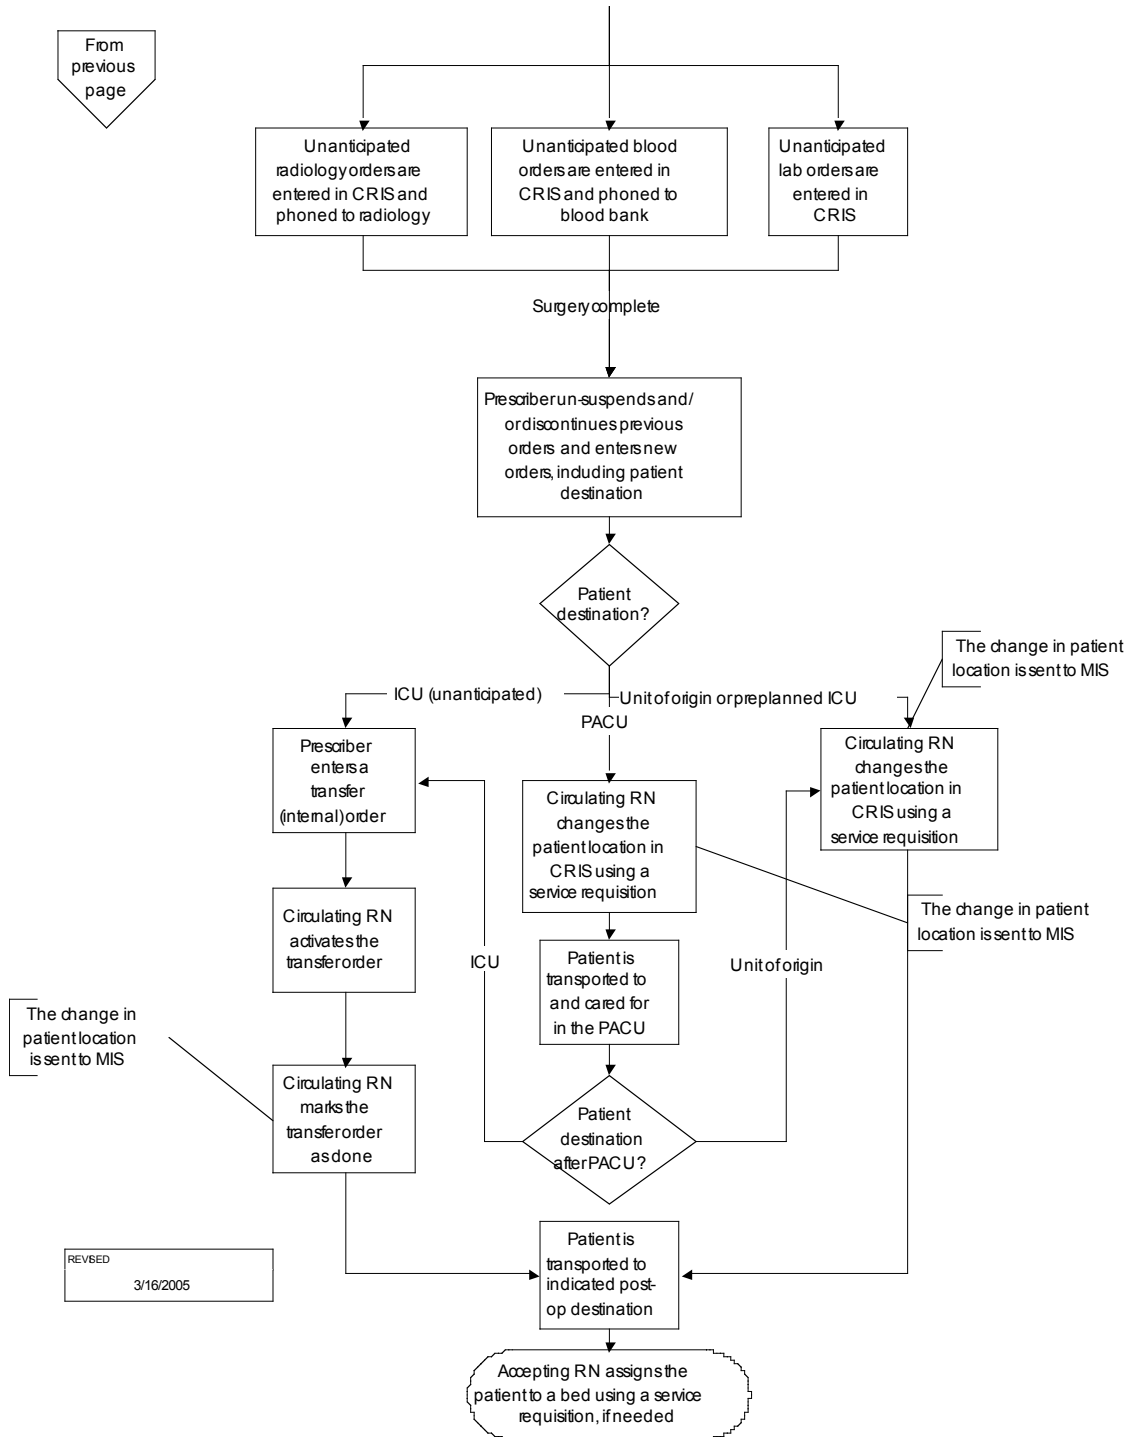 From
previous
page
Unanticipated
radiology orders are
entered in CRIS and
phoned to radiology
Unanticipated blood
orders are entered in
CRIS and phoned to
blood bank
Unanticipated
lab orders are
entered in
CRIS
Surgery complete
Prescriber un-suspends and/
or discontinues previous
orders and enters new
orders, including patient
destination
Patient
destination?
The change in patient
location is sent to MIS
ICU (unanticipated)
Unit of origin or preplanned ICU
PACU
Prescriber
enters a
transfer
(internal) order
Circulating RN
changes the
patient location in
CRIS using a
service requisition
Circulating RN
changes the
patient location in
CRIS using a
service requisition
Circulating RN
activates the
transfer order
The change in patient
location is sent to MIS
ICU
Patient is
transported to
and cared for
in the PACU
Unit of origin
The change in
patient location
is sent to MIS
Circulating RN
marks the
transfer order
as done
Patient
destination
after PACU?
Patient is
transported to
indicated post-
op destination
REVISED
3/16/2005
Accepting RN assigns the
patient to a bed using a service
requisition, if needed